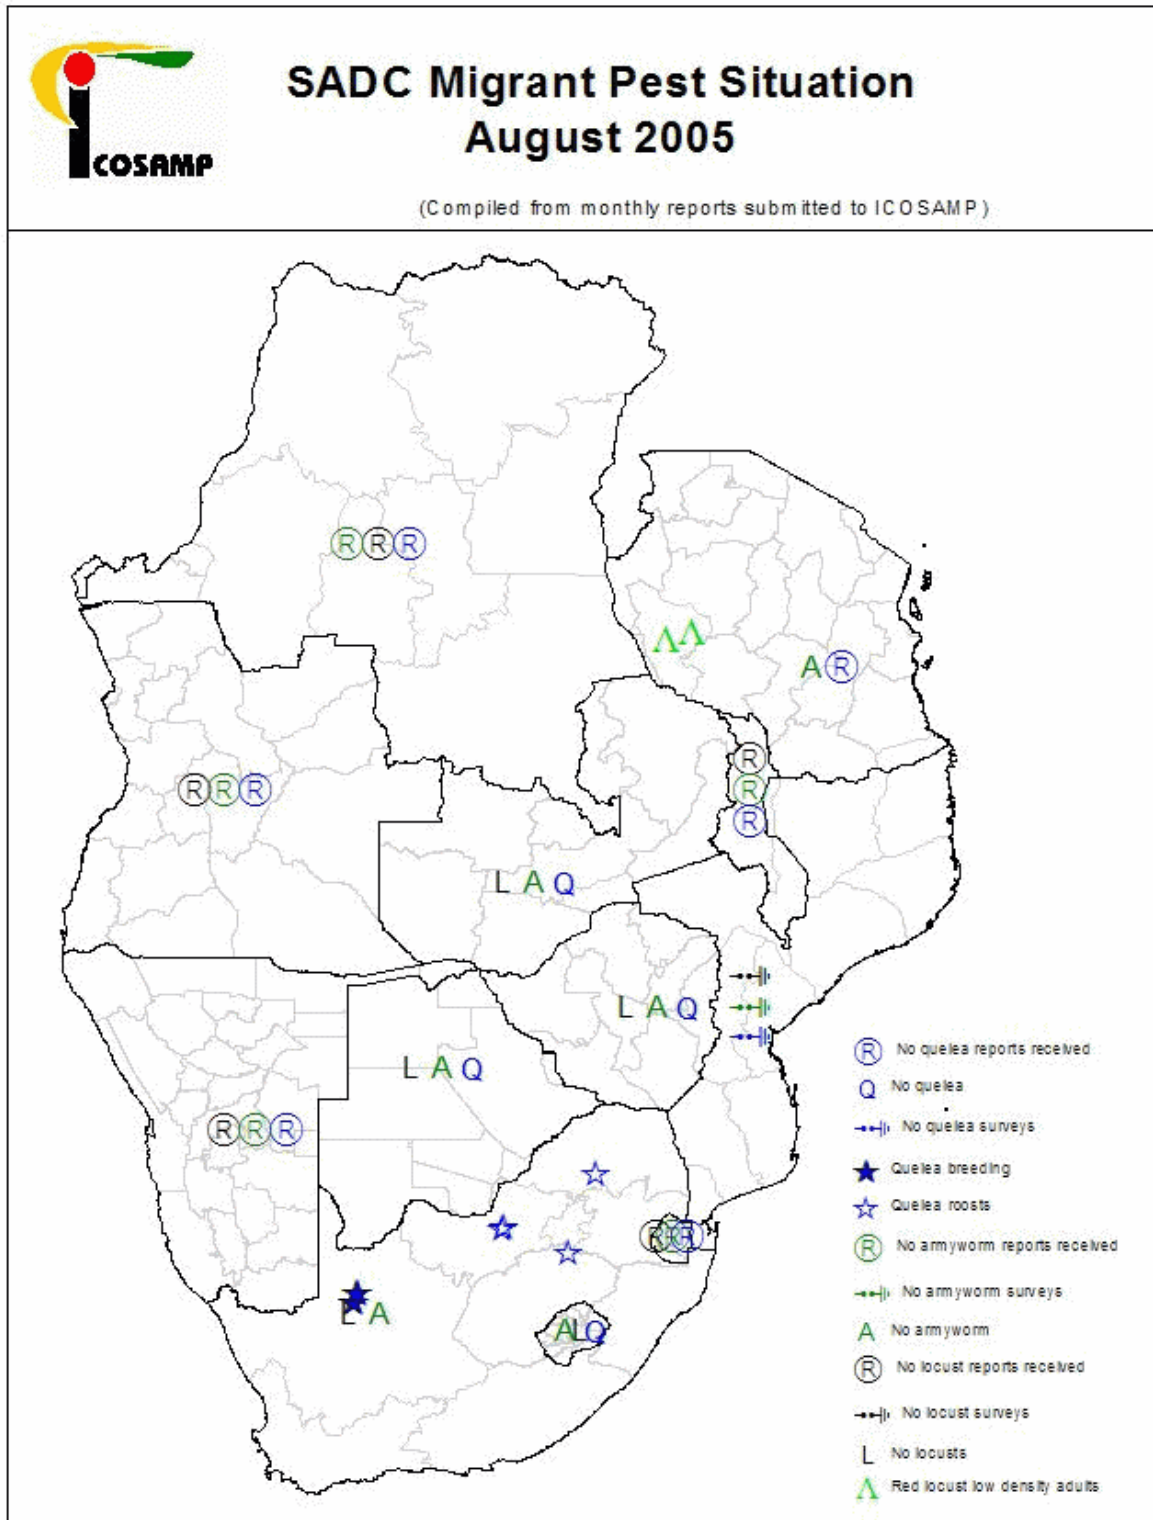 iCOSAMP
SADC Migrant Pest Situation
August 2005
(Compiled from monthly reports submitted to ICOSAMP)
R R R
A R
R
R R R
R
R
L A Q
L A Q
L A Q
R R R
R R R
L A
A L Q
R No quelea reports received
Q No quelea
No quelea surveys
Quelea breeding
Quelea roosts
R No armyworm reports received
No armyworm surveys
A No armyworm
R No locust reports received
No locust surveys
L No locusts
Λ Red locust low density adults